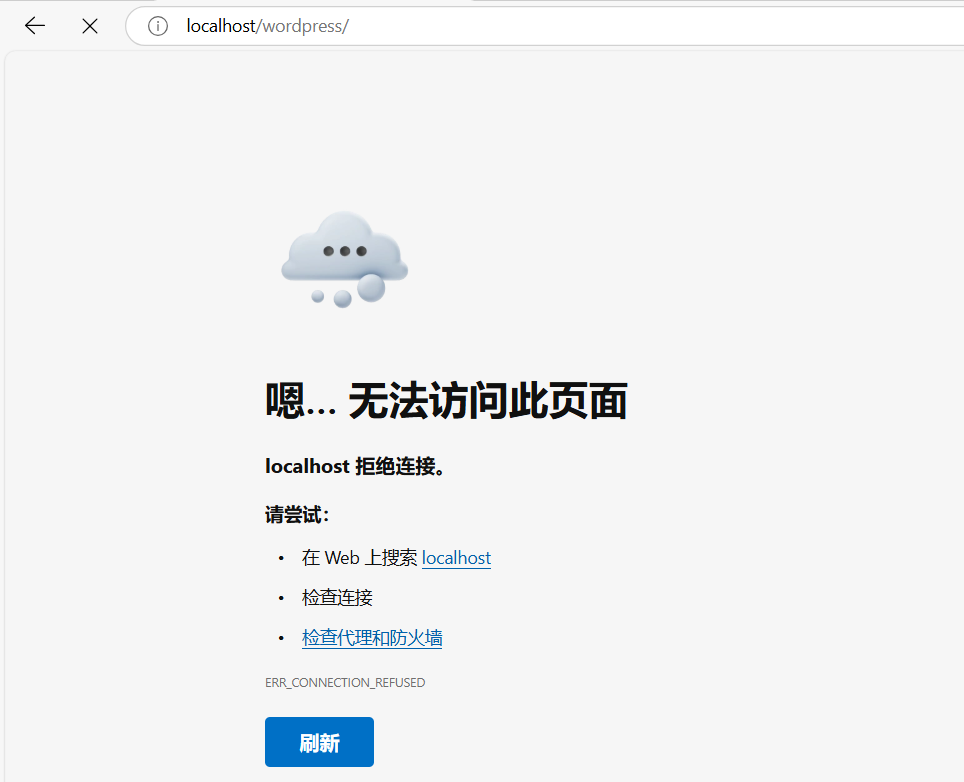 localhost/wordpress/
嗯… 无法访问此页面
localhost 拒绝连接。
请尝试：
• 在 Web 上搜索 localhost
• 检查连接
• 检查代理和防火墙
ERR_CONNECTION_REFUSED
刷新